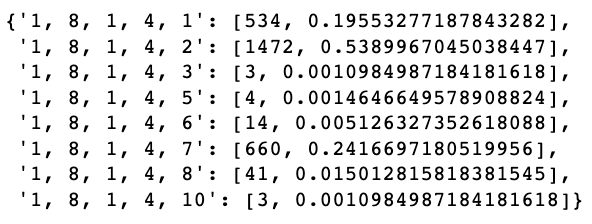 {'1, 8, 1, 4, 1': [534, 0.19553277187843282],
'1, 8, 1, 4, 2': [1472, 0.5389967045038447],
'1, 8, 1, 4, 3': [3, 0.0010984987184181618],
'1, 8, 1, 4, 5': [4, 0.0014646649578908824],
'1, 8, 1, 4, 6': [14, 0.005126327352618088],
'1, 8, 1, 4, 7': [660, 0.2416697180519956],
'1, 8, 1, 4, 8': [41, 0.015012815818381545],
'1, 8, 1, 4, 10': [3, 0.0010984987184181618]}